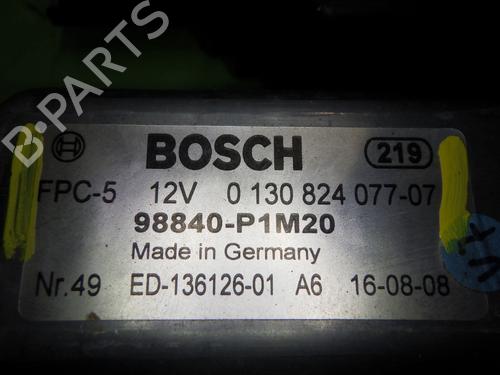 B-PARTS
BOSCH 219
FPC-5 12V 0 130 824 077-07
98840-P1M20
Made in Germany
Nr.49 ED-136126-01 A6 16-08-08